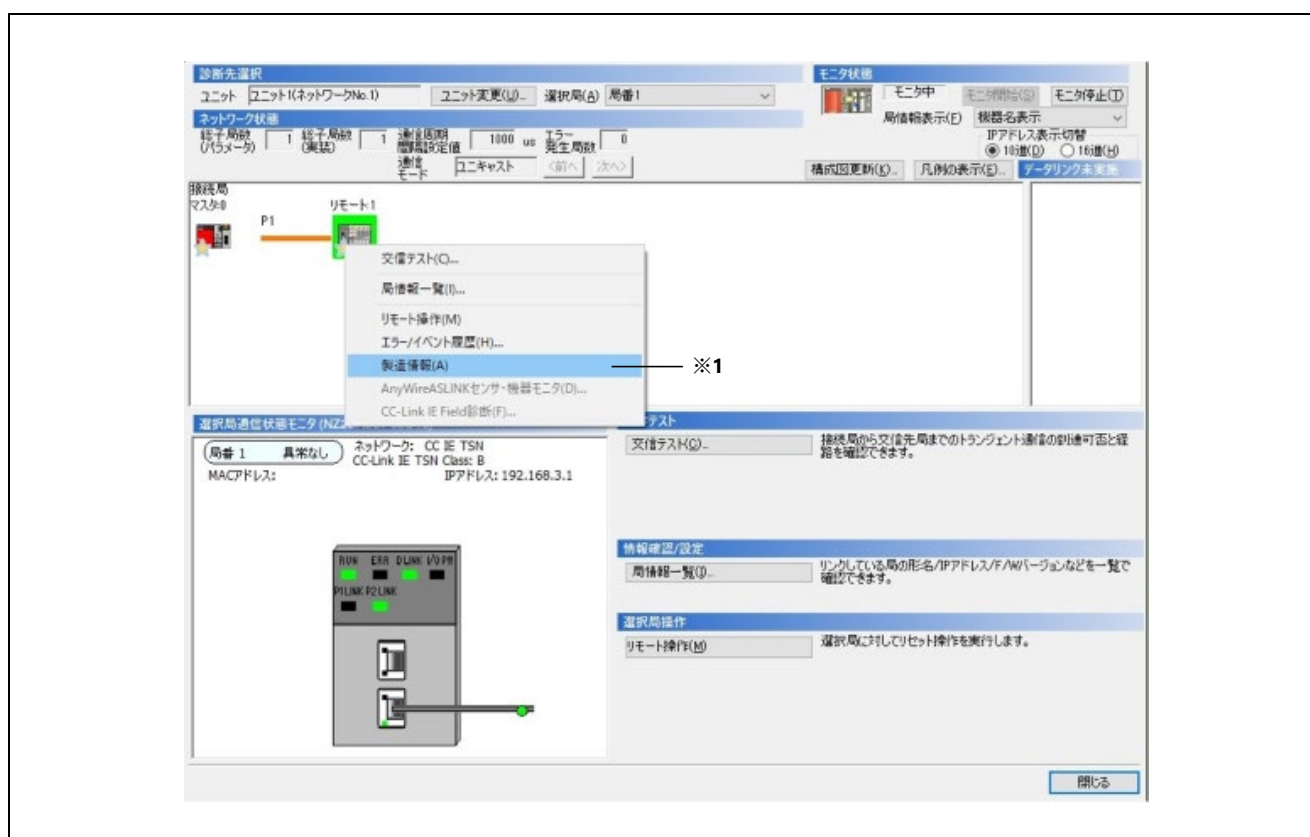 診断先選択
ユニット ユニット1(ネットワークNo.1) ユニット変更(U)... 選択局(A) 局番1
モニタ状態
モニタ中 モニタ開始(S) モニタ停止(T)
局情報表示(F) 機器名表示
IPアドレス表示切替
10進(D) 16進(H)
ネットワーク状態
総子局数(パラメータ) 1 総子局数(実装) 1 通信周期間隔設定値 1000 us エラー発生局数 0
通信モード ユニキャスト <前へ 次へ>
構成図更新(K)... 凡例の表示(E)... データリンク未実施
接続局
マスタ:0 リモート:1
P1
交信テスト(C)...
局情報一覧(I)...
リモート操作(M)
エラー/イベント履歴(H)...
製造情報(A)
※1
AnyWireASLINKセンサ・機器モニタ(D)...
CC-Link IE Field診断(F)...
選択局通信状態モニタ (NZ2
局番 1 異常なし ネットワーク: CC IE TSN
CC-Link IE TSN Class: B
MACアドレス: IPアドレス: 192.168.3.1
RUN ERR D LINK I/O PW
P1 LINK P2 LINK
テスト
交信テスト(C)... 接続局から交信先局までのトランジェント通信の到達可否と経
路を確認できます。
情報確認/設定
局情報一覧(I)... リンクしている局の形名/IPアドレス/F/Wバージョンなどを一覧で
確認できます。
選択局操作
リモート操作(M) 選択局に対してリセット操作を実行します。
閉じる